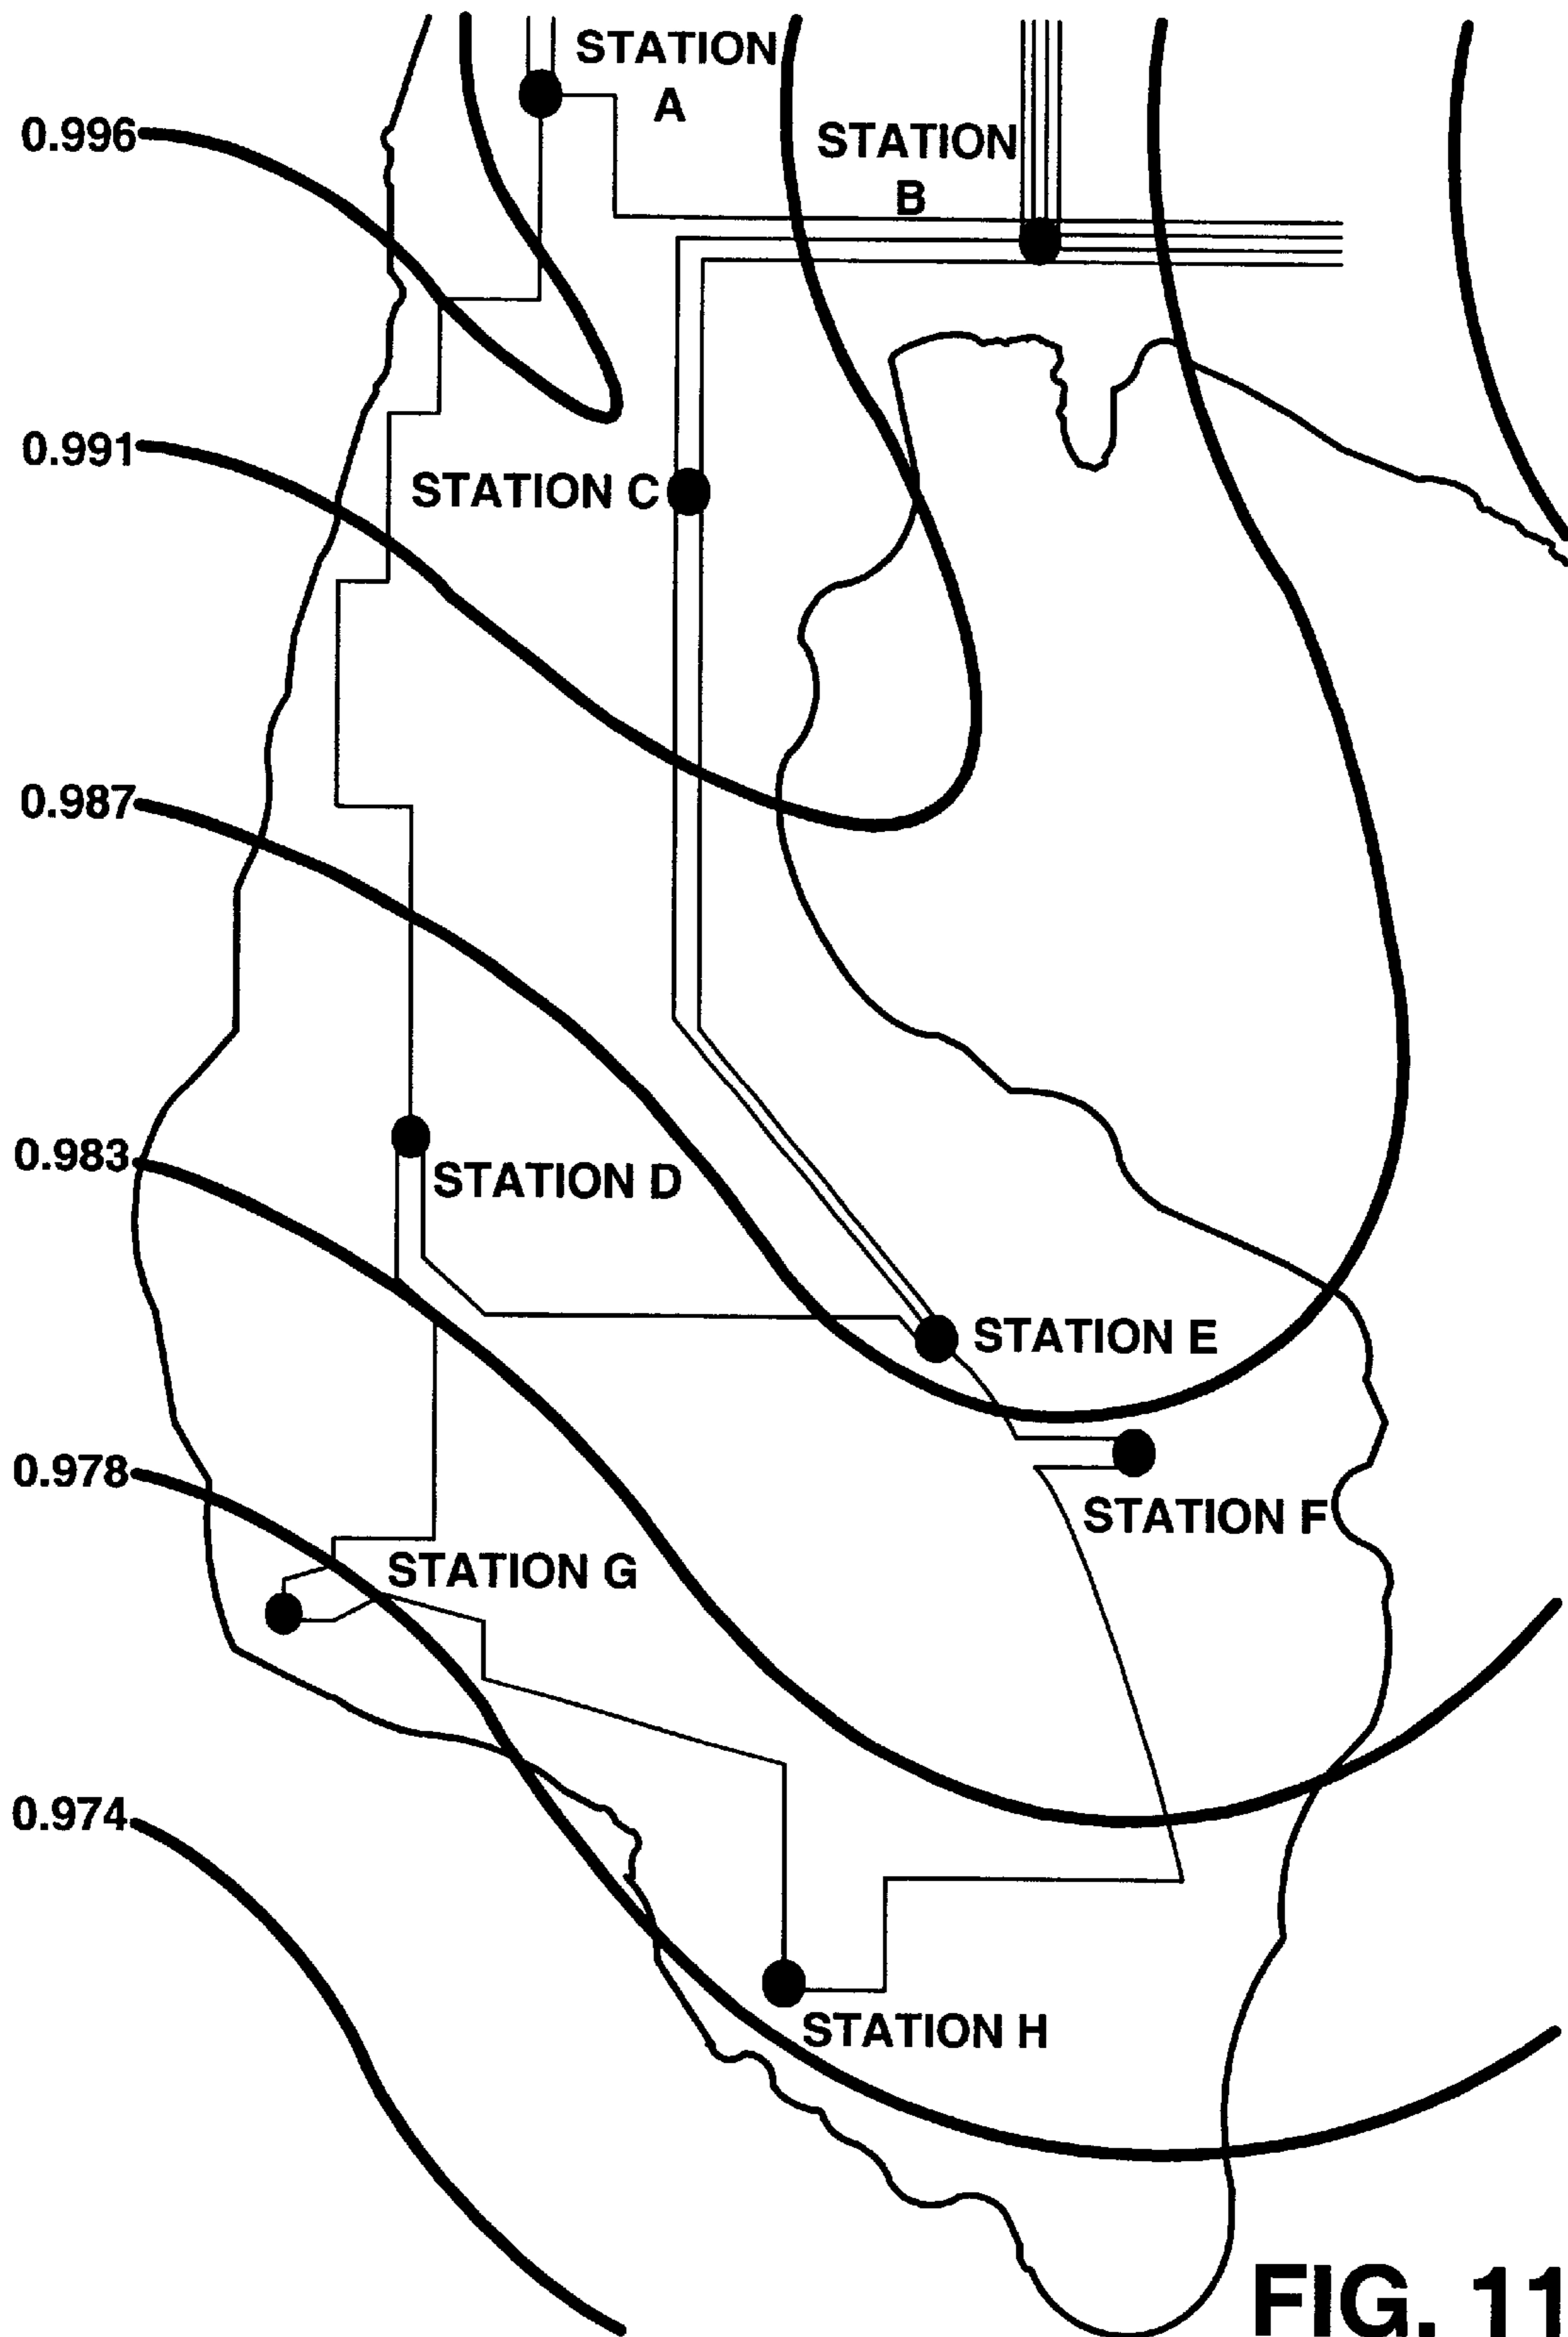 STATION
A
0.996
STATION
B
0.991
STATION C
0.987
0.983
STATION D
STATION E
0.978
STATION F
STATION G
0.974
STATION H
FIG. 11